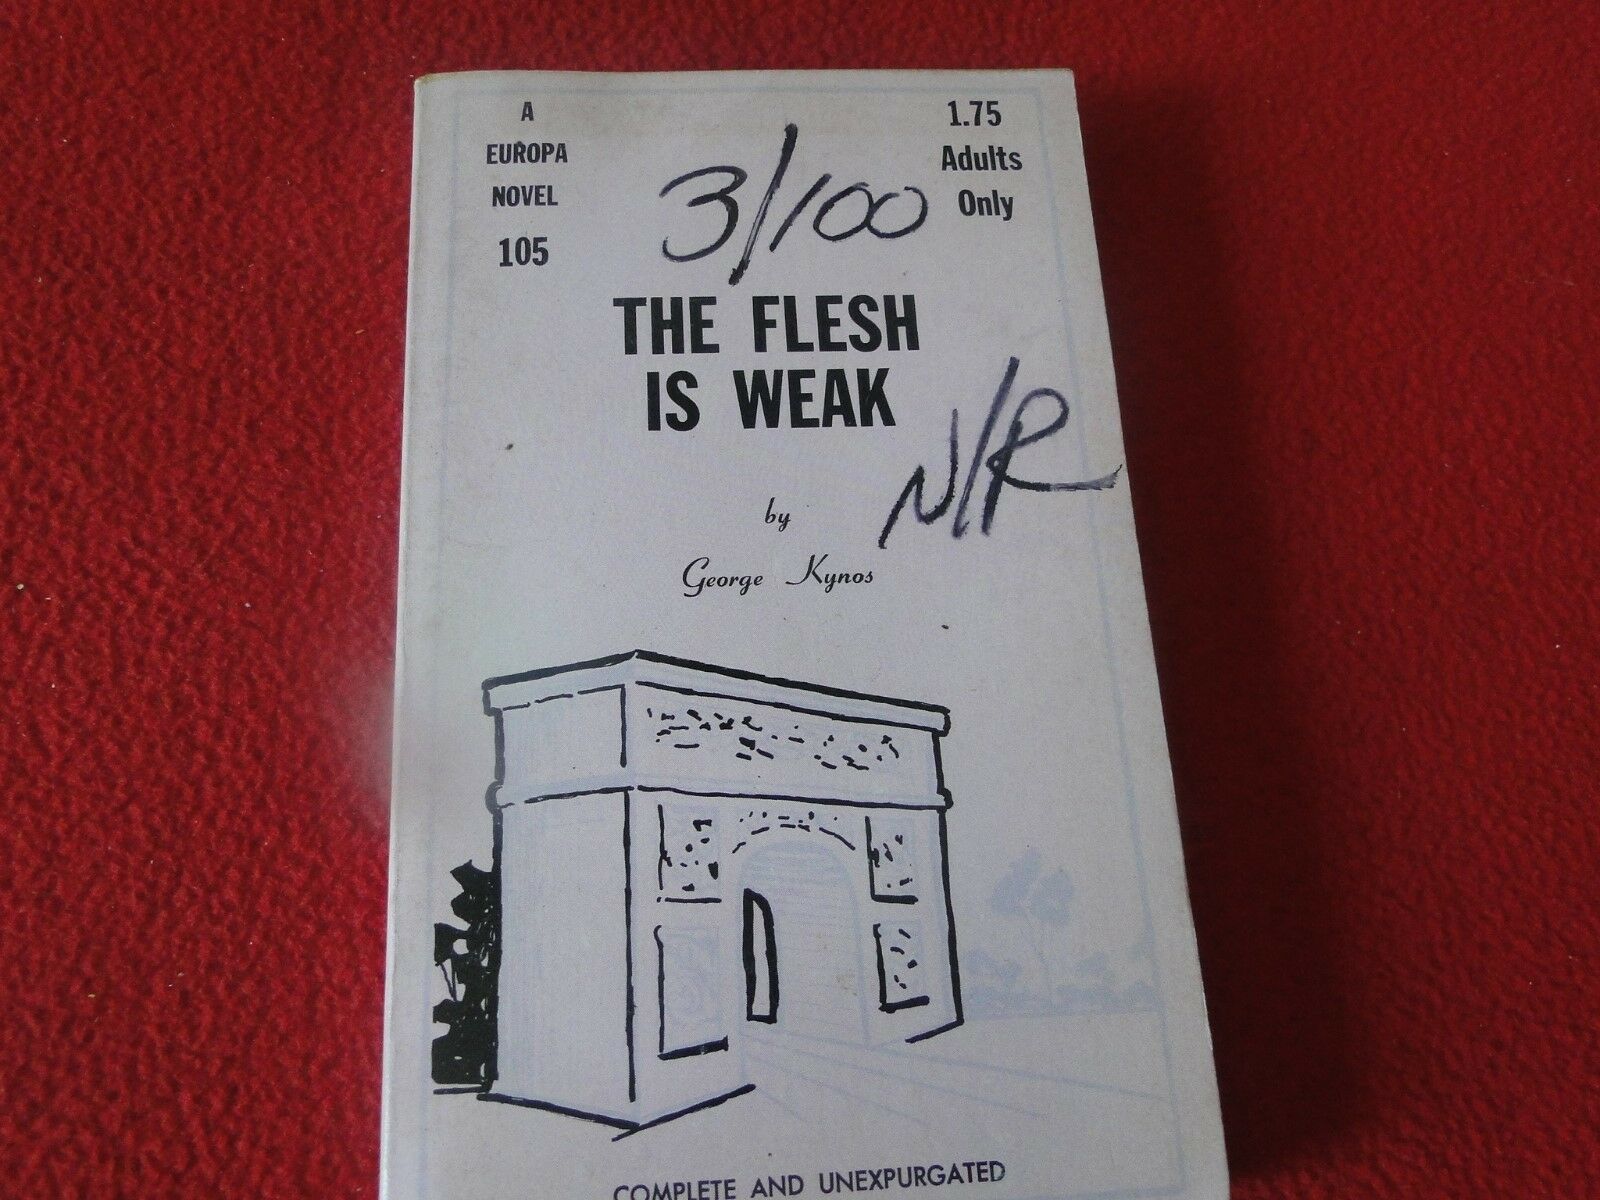 A
EUROPA
NOVEL
105
1.75
Adults
Only
3/100
THE FLESH
IS WEAK
N/R
by
George Kynos
COMPLETE AND UNEXPURGATED